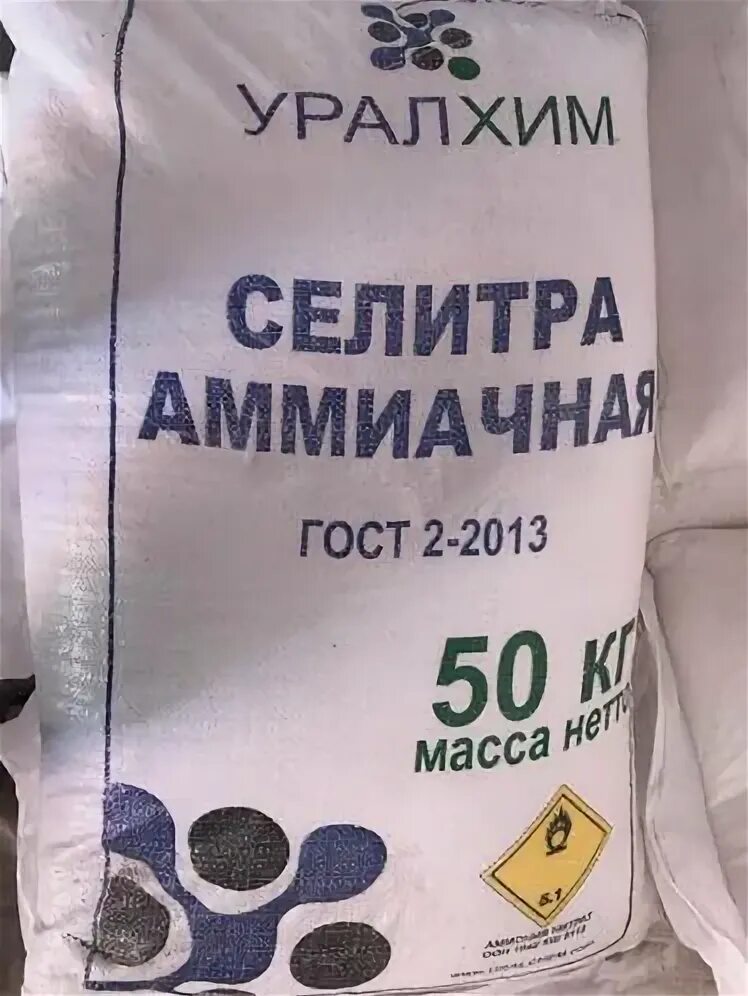 УРАЛХИМ
СЕЛИТРА
АММИАЧНАЯ
ГОСТ 2-2013
50 КГ
масса нетто
5.1